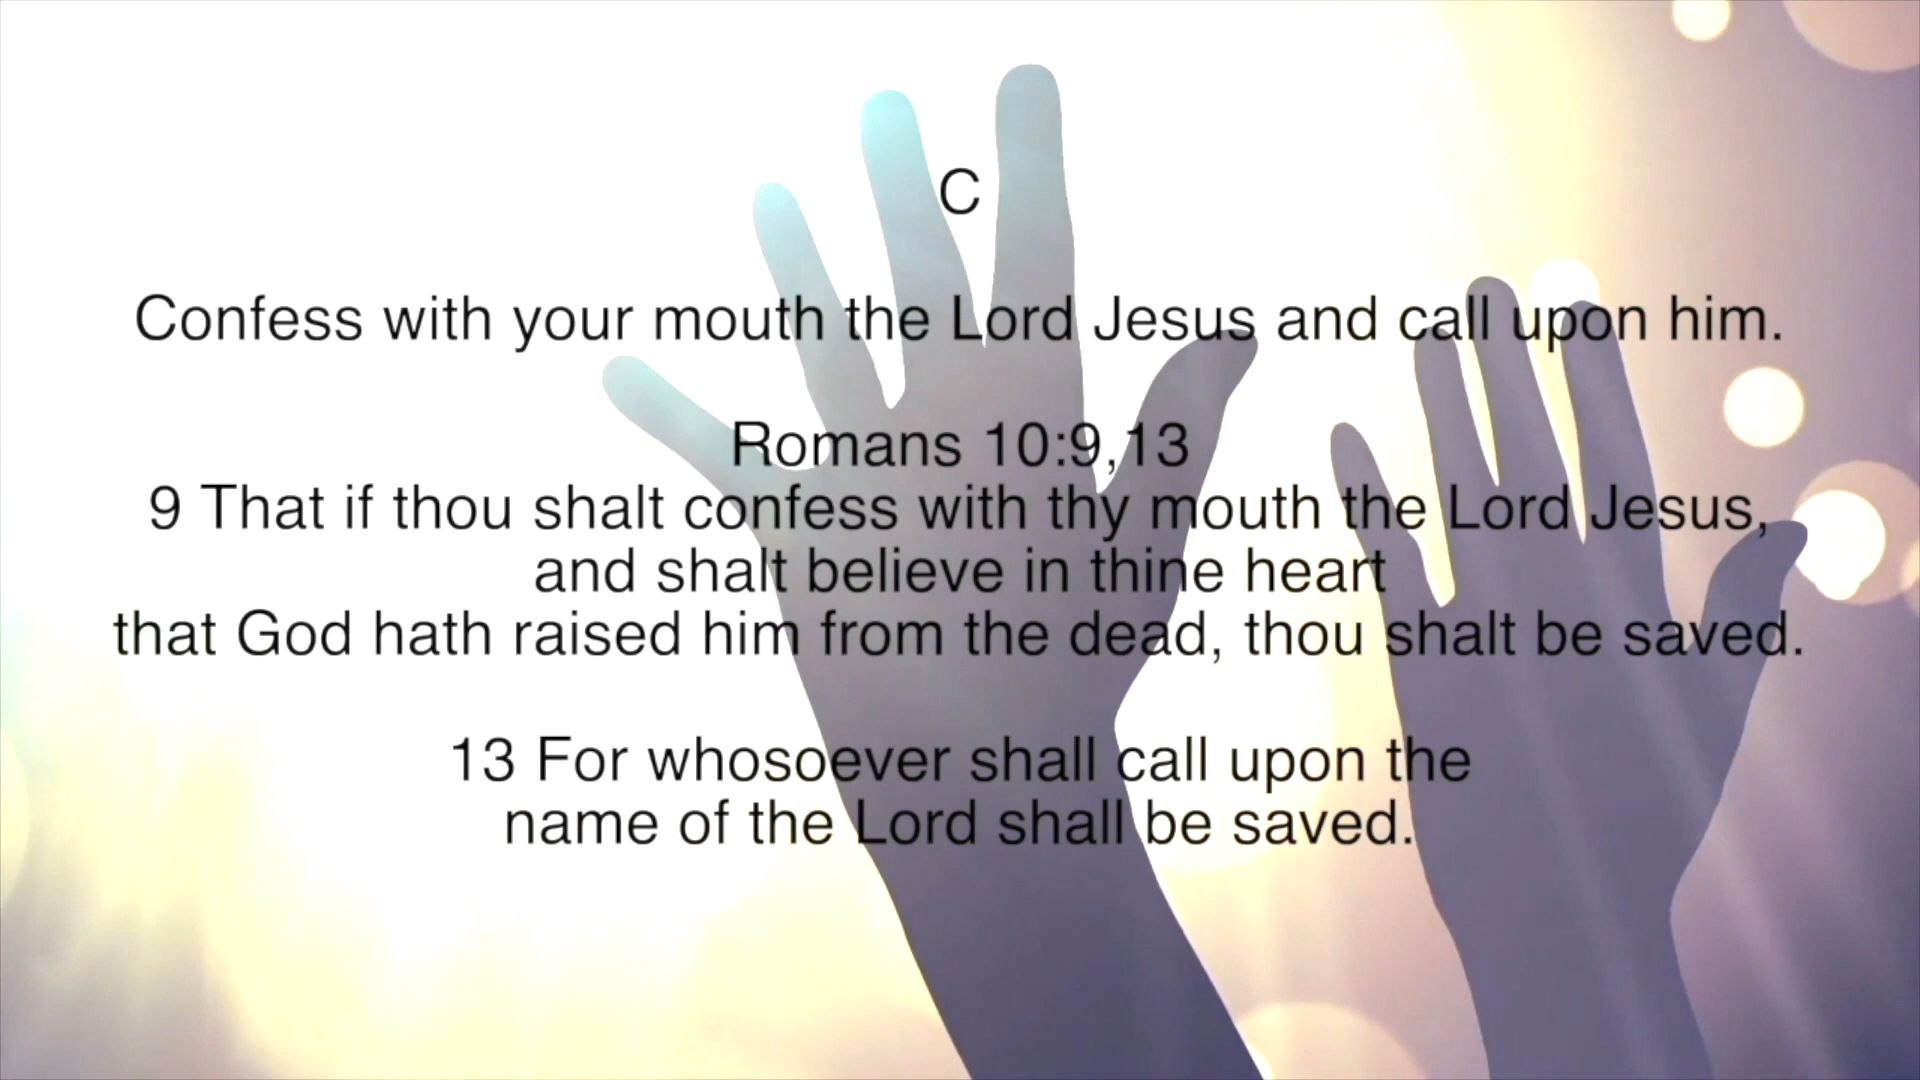 C
Confess with your mouth the Lord Jesus and call upon him.
Romans 10:9,13
9 That if thou shalt confess with thy mouth the Lord Jesus,
and shalt believe in thine heart
that God hath raised him from the dead, thou shalt be saved.
13 For whosoever shall call upon the
name of the Lord shall be saved.